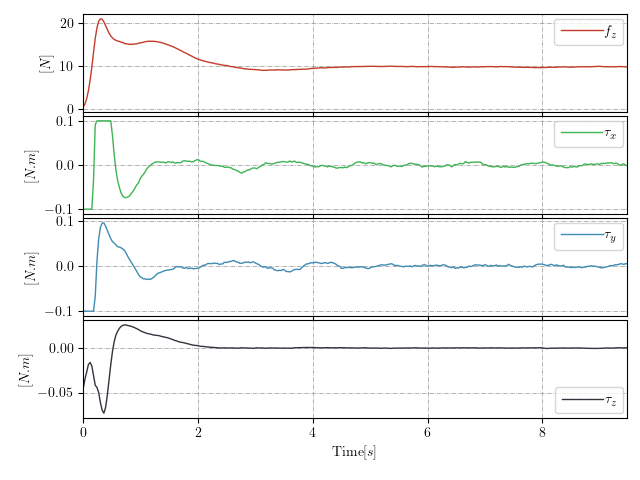 20
10
0
[N]
f_z
0.1
0.0
−0.1
[N.m]
τ_x
0.1
0.0
−0.1
[N.m]
τ_y
0.00
−0.05
[N.m]
τ_z
0 2 4 6 8
Time[s]